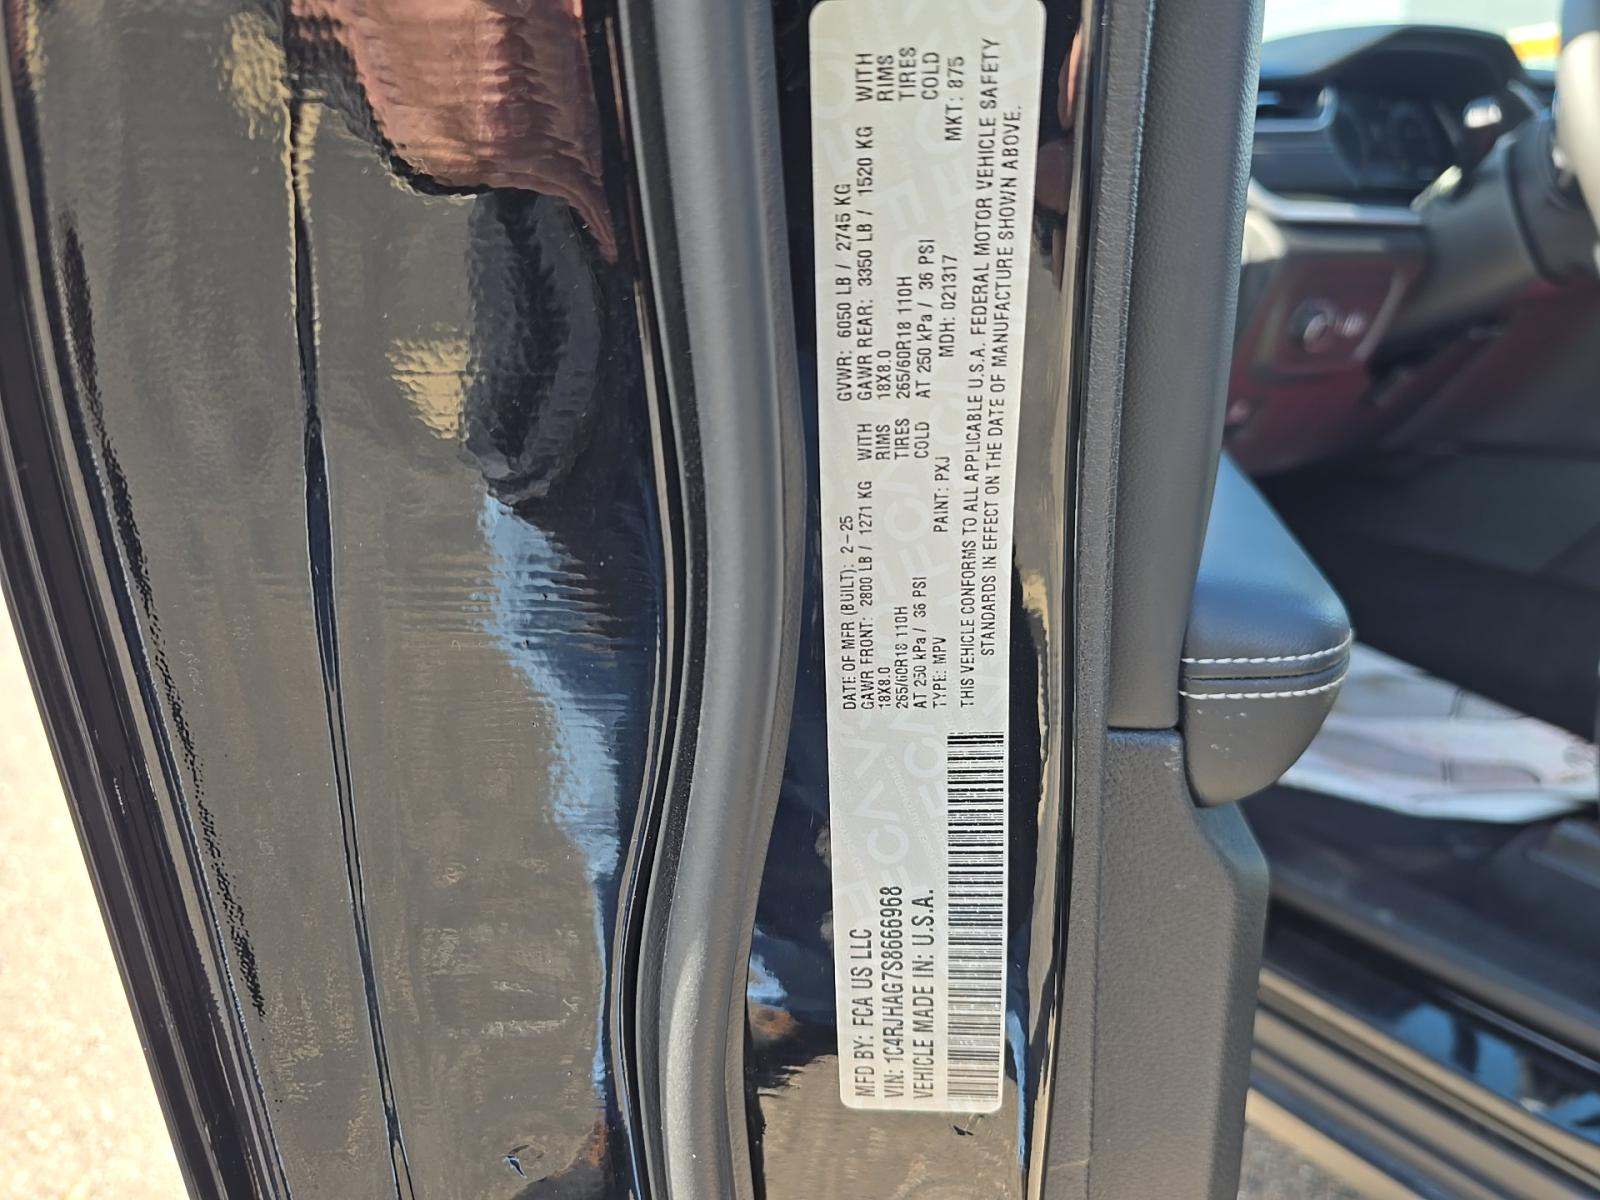 MFD BY: FCA US LLC
VIN: 1C4RJHAG7S8666968
VEHICLE MADE IN: U.S.A.
DATE OF MFR (BUILT): 2-25 GVWR: 6050 LB / 2745 KG
GAWR FRONT: 2800 LB / 1271 KG WITH GAWR REAR: 3350 LB / 1520 KG WITH
18X8.0 RIMS 18X8.0 RIMS
265/60R18 110H TIRES 265/60R18 110H TIRES
AT 250 kPa / 36 PSI COLD AT 250 kPa / 36 PSI COLD
TYPE: MPV PAINT: PXJ MDH: 021317 MKT: 875
THIS VEHICLE CONFORMS TO ALL APPLICABLE U.S.A. FEDERAL MOTOR VEHICLE SAFETY
STANDARDS IN EFFECT ON THE DATE OF MANUFACTURE SHOWN ABOVE.